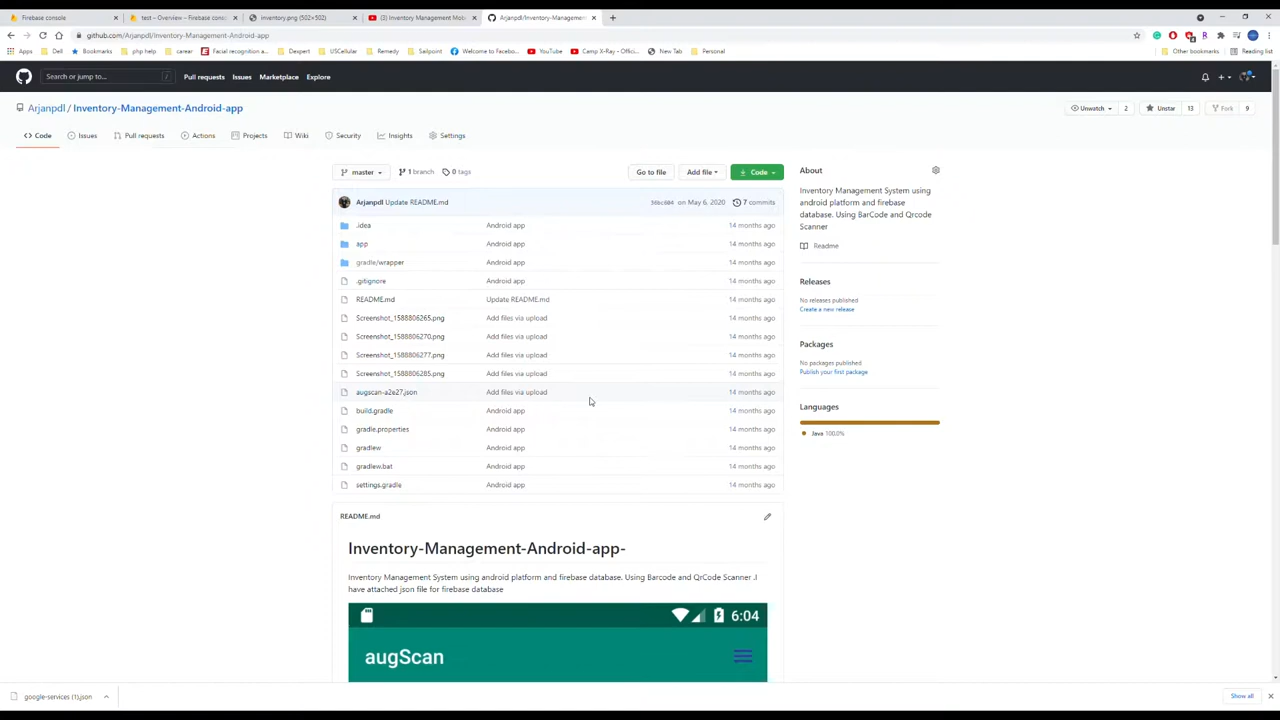 Firebase console
test – Overview – Firebase cons
inventory.png (502×502)
(3) Inventory Management Mob
Arjanpdl/Inventory-Management
github.com/Arjanpdl/Inventory-Management-Android-app
Apps Dell Bookmarks php help carear Facial recognition a... Dexpert USCellular Remedy Sailpoint Welcome to Facebo... YouTube Camp X-Ray - Offici... New Tab Personal Other bookmarks Reading list
Search or jump to... / Pull requests Issues Marketplace Explore
Arjanpdl / Inventory-Management-Android-app Unwatch 2 Unstar 13 Fork 9
Code Issues Pull requests Actions Projects Wiki Security Insights Settings
master 1 branch 0 tags Go to file Add file Code
Arjanpdl Update README.md on May 6, 2020 7 commits
.idea Android app 14 months ago
app Android app 14 months ago
gradle/wrapper Android app 14 months ago
.gitignore Android app 14 months ago
README.md Update README.md 14 months ago
Screenshot_1588806265.png Add files via upload 14 months ago
Screenshot_1588806270.png Add files via upload 14 months ago
Screenshot_1588806277.png Add files via upload 14 months ago
Screenshot_1588806285.png Add files via upload 14 months ago
augscan-a2e27.json Add files via upload 14 months ago
build.gradle Android app 14 months ago
gradle.properties Android app 14 months ago
gradlew Android app 14 months ago
gradlew.bat Android app 14 months ago
settings.gradle Android app 14 months ago
About
Inventory Management System using
android platform and firebase
database. Using BarCode and Qrcode
Scanner
Readme
Releases
No releases published
Create a new release
Packages
No packages published
Publish your first package
Languages
Java 100.0%
README.md
Inventory-Management-Android-app-
Inventory Management System using android platform and firebase database. Using Barcode and QrCode Scanner .I
have attached json file for firebase database
6:04
augScan
google-services (1).json
Show all